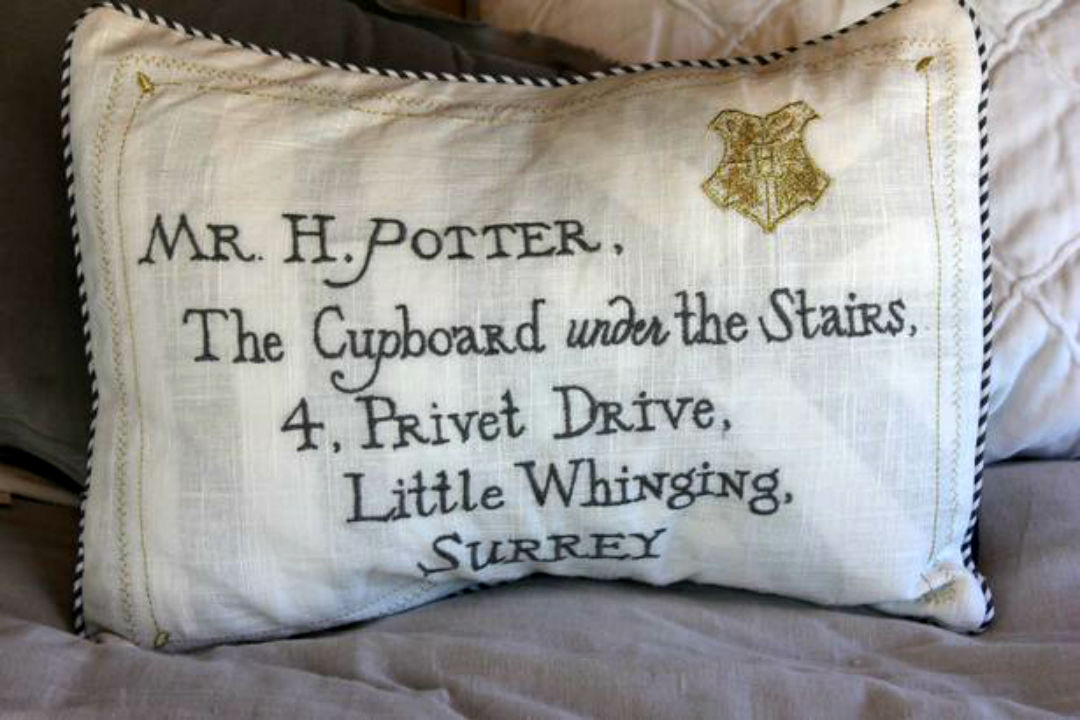 MR. H. POTTER,
The Cupboard under the Stairs,
4, Privet Drive,
Little Whinging,
SURREY